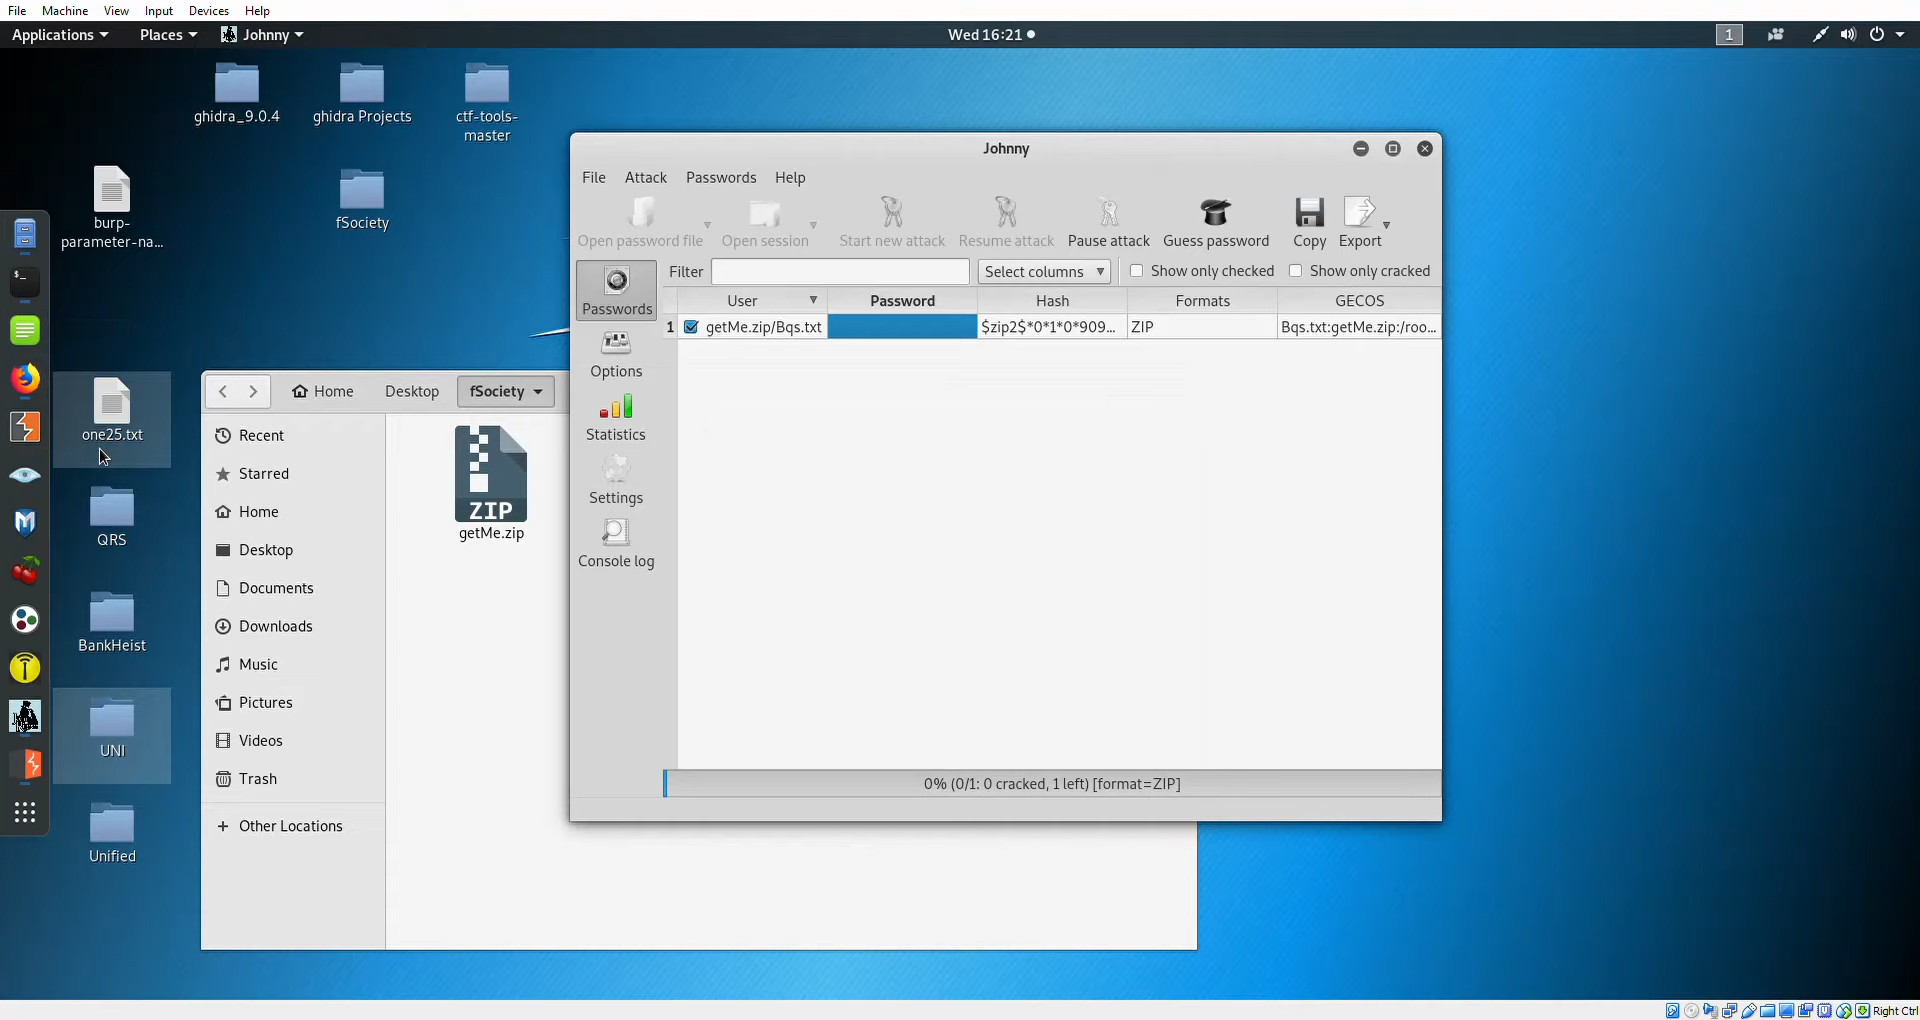 File Machine View Input Devices Help
Applications Places Johnny Wed 16:21 1
ghidra_9.0.4
ghidra Projects
ctf-tools-
master
burp-
parameter-na...
fSociety
one25.txt
QRS
BankHeist
UNI
Unified
Home Desktop fSociety
Recent
Starred
Home
Desktop
Documents
Downloads
Music
Pictures
Videos
Trash
+ Other Locations
ZIP
getMe.zip
Johnny
File Attack Passwords Help
Open password file Open session Start new attack Resume attack Pause attack Guess password Copy Export
Filter Select columns Show only checked Show only cracked
Passwords
Options
Statistics
Settings
Console log
User Password Hash Formats GECOS
1 getMe.zip/Bqs.txt $zip2$*0*1*0*909... ZIP Bqs.txt:getMe.zip:/roo...
0% (0/1: 0 cracked, 1 left) [format=ZIP]
Right Ctrl